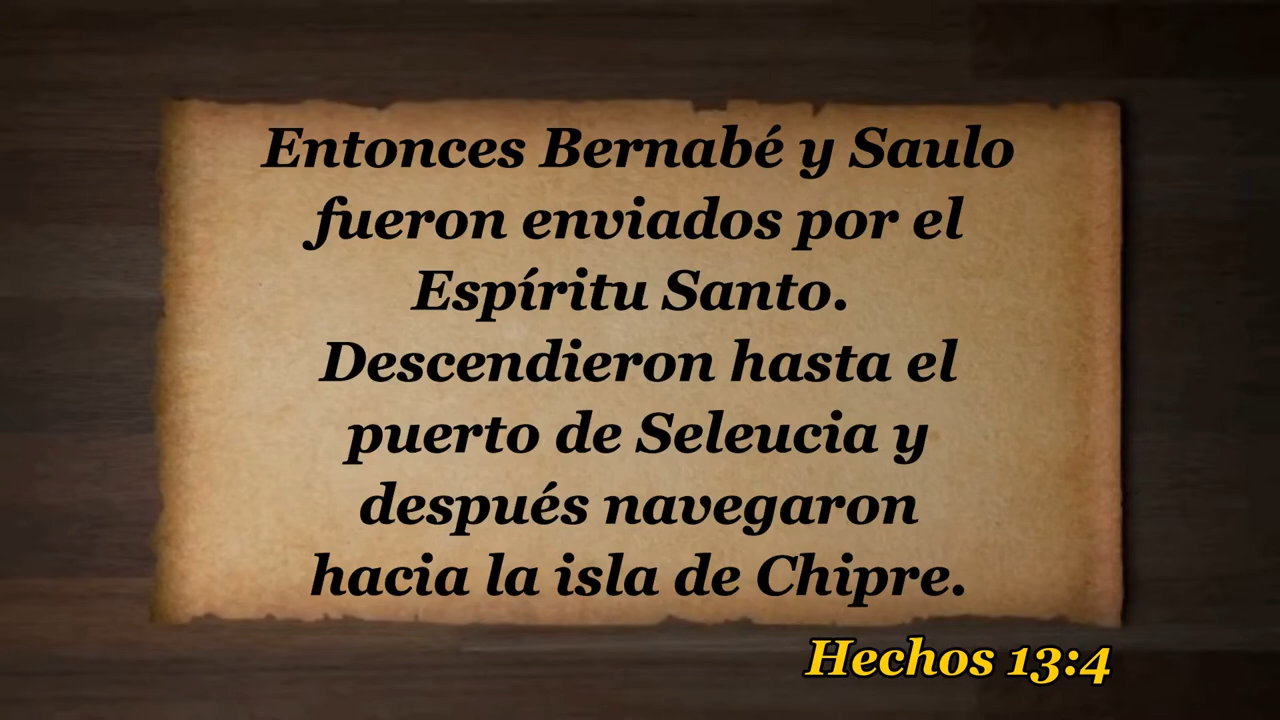 Entonces Bernabé y Saulo
fueron enviados por el
Espíritu Santo.
Descendieron hasta el
puerto de Seleucia y
después navegaron
hacia la isla de Chipre.
Hechos 13:4